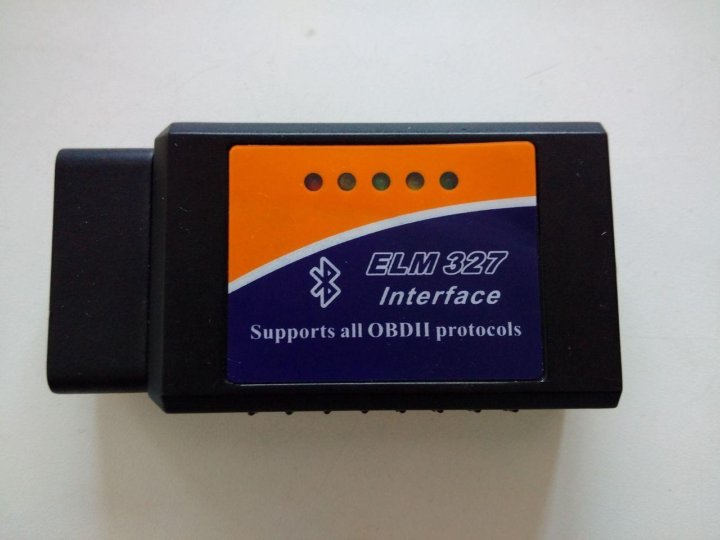 ELM 327
Interface
Supports all OBDII protocols